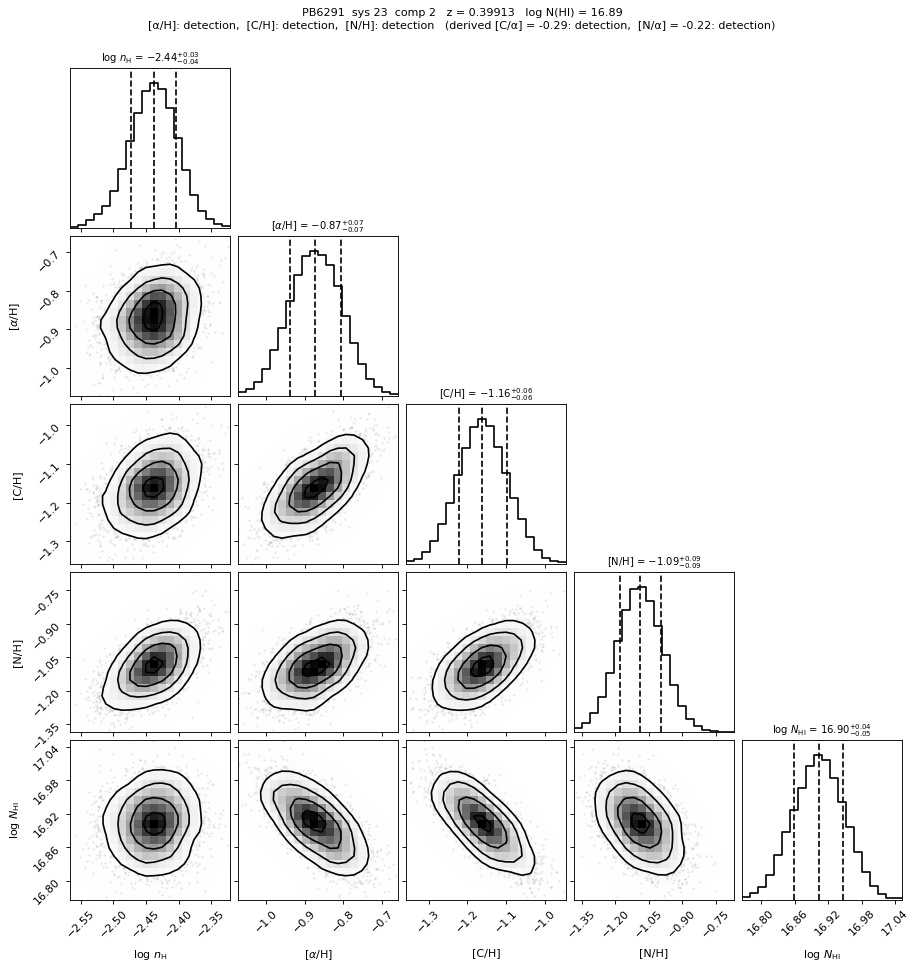 PB6291  sys 23  comp 2   z = 0.39913   log N(HI) = 16.89
[α/H]: detection,  [C/H]: detection,  [N/H]: detection   (derived [C/α] = -0.29: detection,  [N/α] = -0.22: detection)
log n_H = −2.44^{+0.03}_{−0.04}
[α/H] = −0.87^{+0.07}_{−0.07}
−0.7
−0.8
−0.9
−1.0
[α/H]
[C/H] = −1.16^{+0.06}_{−0.06}
−1.0
−1.1
−1.2
−1.3
[C/H]
[N/H] = −1.09^{+0.09}_{−0.09}
−0.75
−0.90
−1.05
−1.20
−1.35
[N/H]
log N_HI = 16.90^{+0.04}_{−0.05}
17.04
16.98
16.92
16.86
16.80
log N_HI
−2.55 −2.50 −2.45 −2.40 −2.35
−1.0 −0.9 −0.8 −0.7
−1.3 −1.2 −1.1 −1.0
−1.35 −1.20 −1.05 −0.90 −0.75
16.80 16.86 16.92 16.98 17.04
log n_H
[α/H]
[C/H]
[N/H]
log N_HI